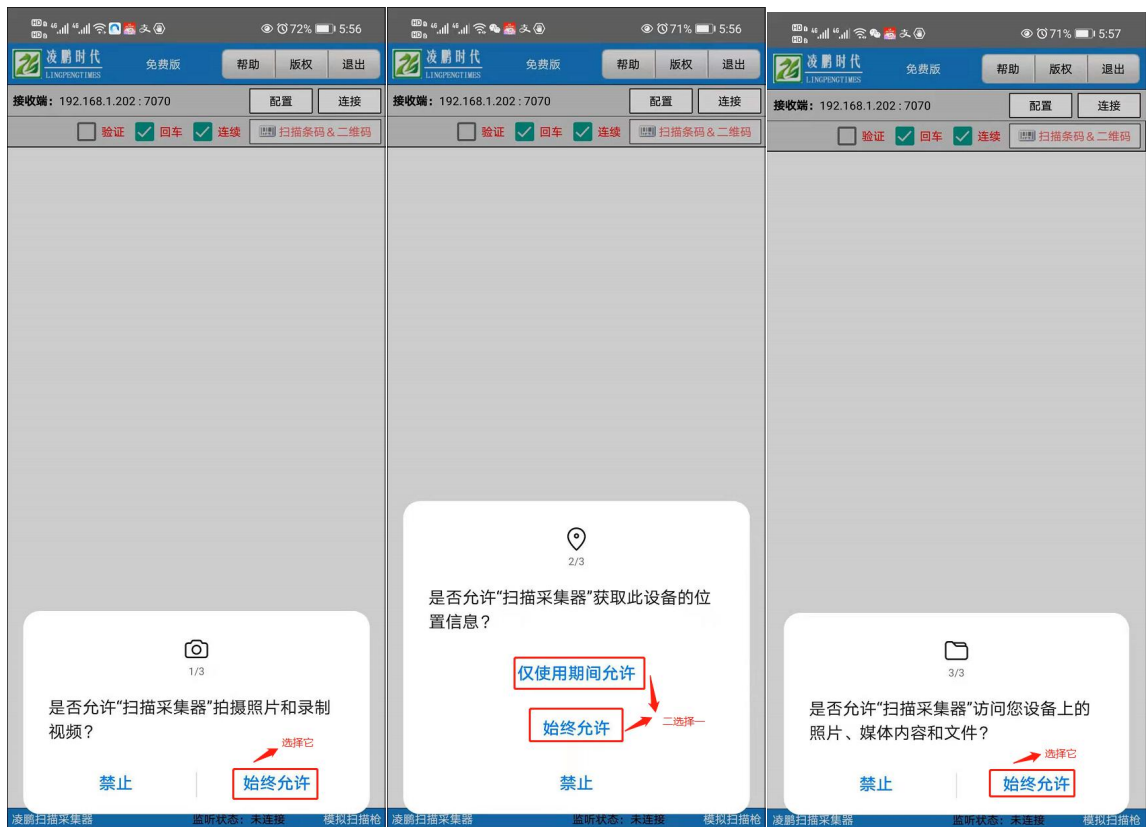 72% 5:56
凌鹏时代
LINGPENGTIMES
免费版
帮助 版权 退出
接收端：192.168.1.202 : 7070
配置 连接
验证 回车 连续 扫描条码&二维码
1/3
是否允许“扫描采集器”拍摄照片和录制
视频？
选择它
禁止 始终允许
凌鹏扫描采集器 监听状态：未连接 模拟扫描枪
71% 5:56
凌鹏时代
LINGPENGTIMES
免费版
帮助 版权 退出
接收端：192.168.1.202 : 7070
配置 连接
验证 回车 连续 扫描条码&二维码
2/3
是否允许“扫描采集器”获取此设备的位
置信息？
仅使用期间允许
始终允许
二选择一
禁止
凌鹏扫描采集器 监听状态：未连接 模拟扫描枪
71% 5:57
凌鹏时代
LINGPENGTIMES
免费版
帮助 版权 退出
接收端：192.168.1.202 : 7070
配置 连接
验证 回车 连续 扫描条码&二维码
3/3
是否允许“扫描采集器”访问您设备上的
照片、媒体内容和文件？
选择它
禁止 始终允许
凌鹏扫描采集器 监听状态：未连接 模拟扫描枪